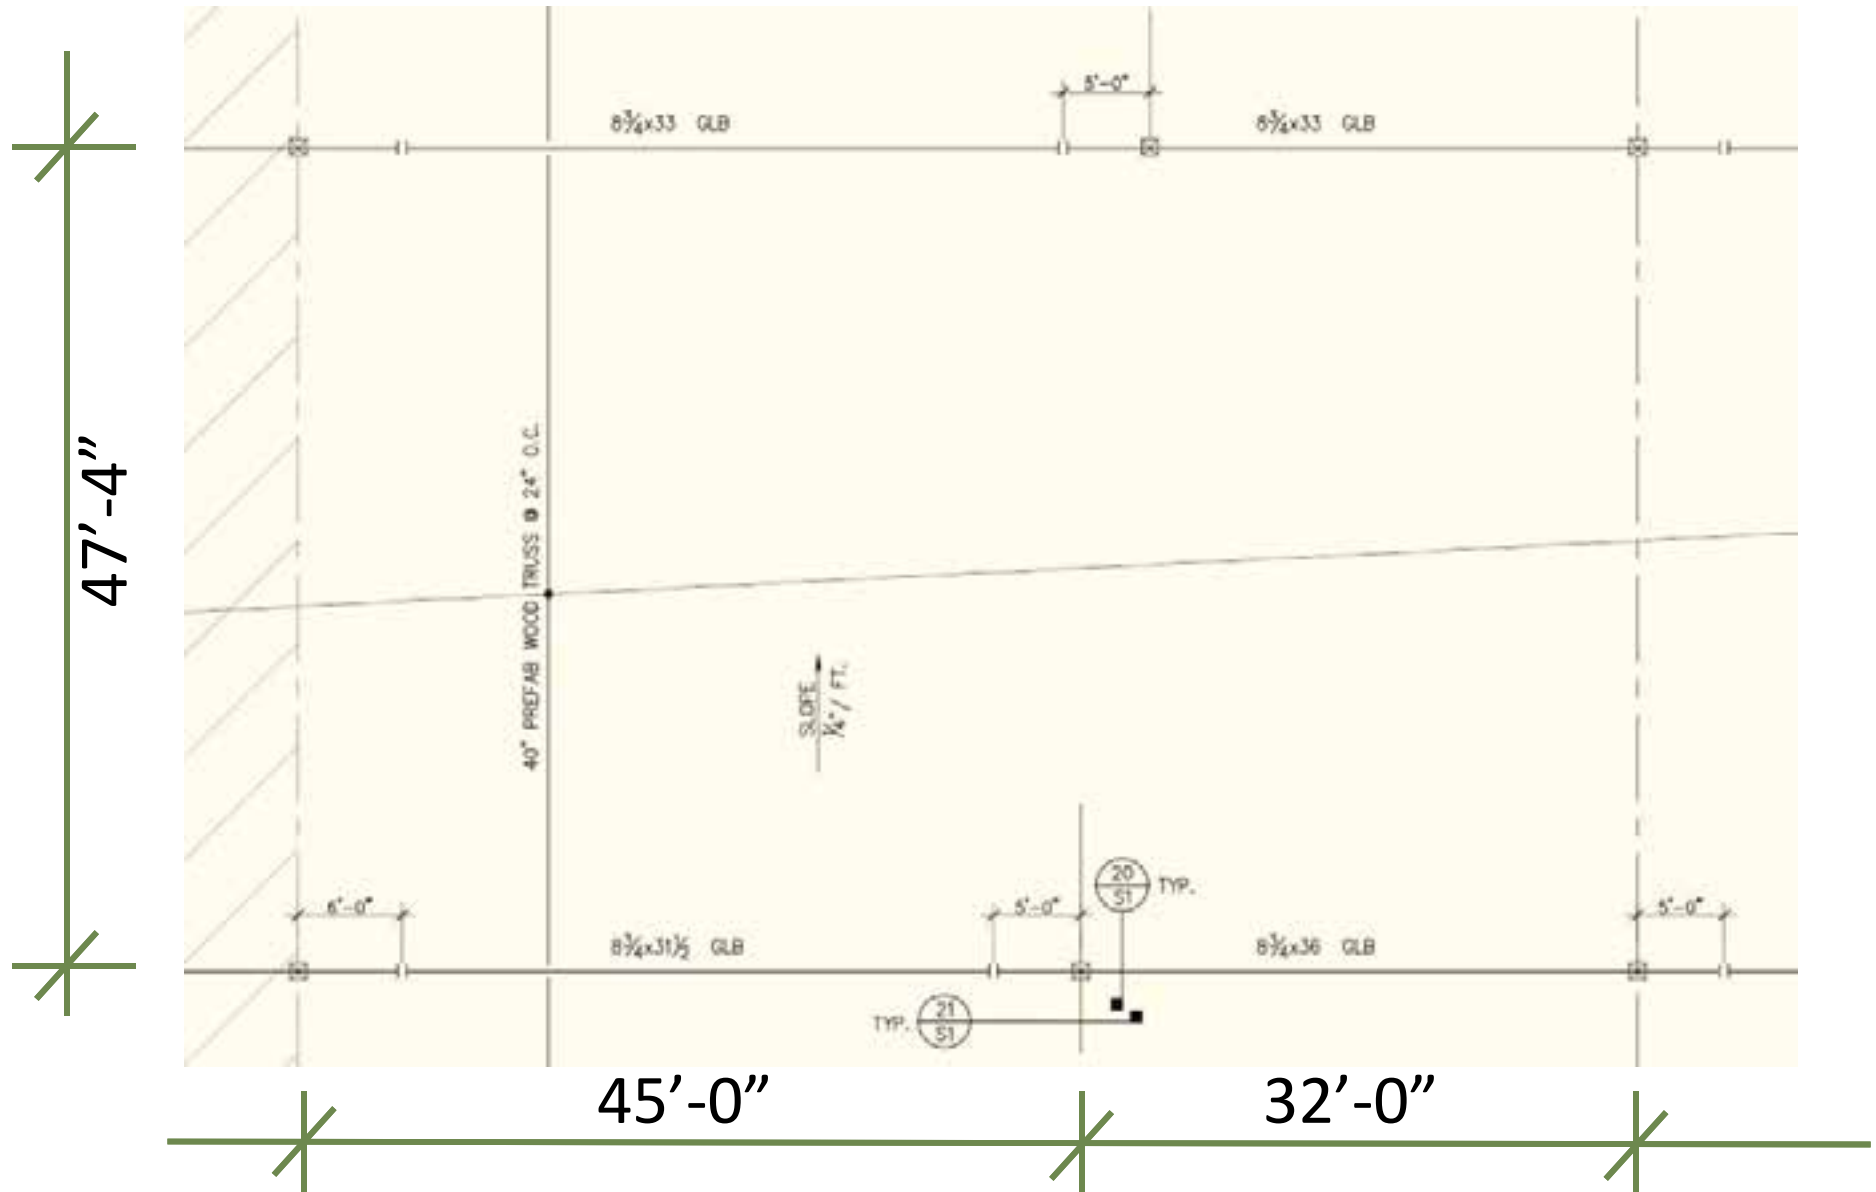 5'-0"
8¾x33 GLB
8¾x33 GLB
47'-4"
40" PREFAB WOOD TRUSS @ 24" O.C.
SLOPE
¼"/ FT.
20
S1
TYP.
6'-0"
5'-0"
5'-0"
8¾x31½ GLB
8¾x36 GLB
TYP.
21
S1
45'-0"
32'-0"